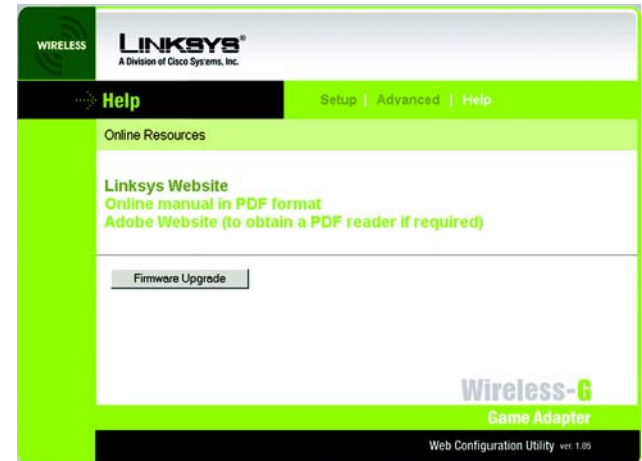 WIRELESS
LINKSYS®
A Division of Cisco Systems, Inc.
Help
Setup | Advanced | Help
Online Resources
Linksys Website
Online manual in PDF format
Adobe Website (to obtain a PDF reader if required)
Firmware Upgrade
Wireless-G
Game Adapter
Web Configuration Utility ver. 1.05